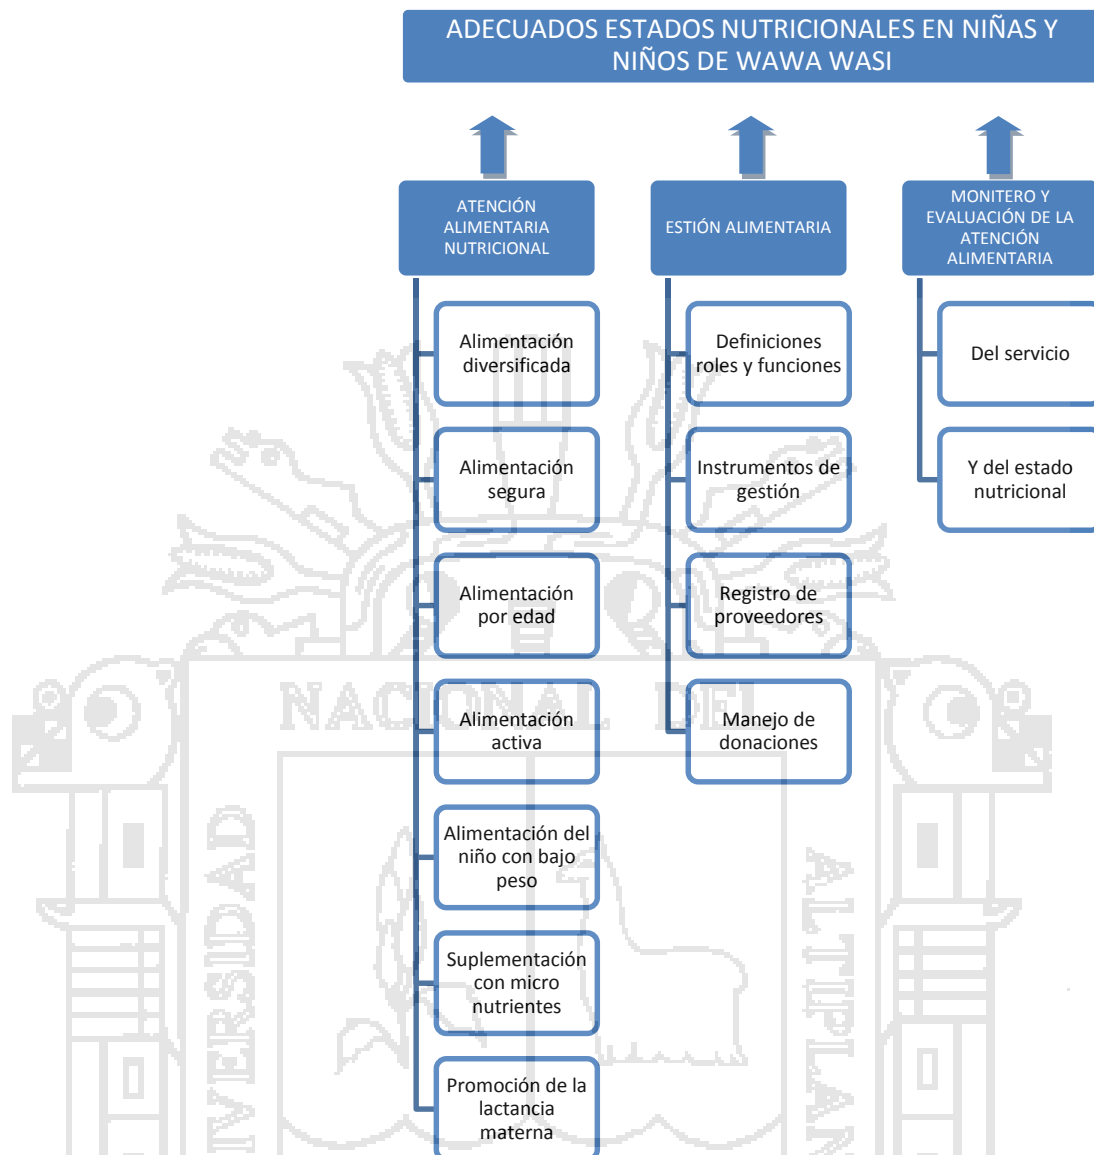 ADECUADOS ESTADOS NUTRICIONALES EN NIÑAS Y
NIÑOS DE WAWA WASI
ATENCIÓN
ALIMENTARIA
NUTRICIONAL
Alimentación
diversificada
Alimentación
segura
Alimentación
por edad
Alimentación
activa
Alimentación del
niño con bajo
peso
Suplementación
con micro
nutrientes
Promoción de la
lactancia
materna
ESTIÓN ALIMENTARIA
Definiciones
roles y funciones
Instrumentos de
gestión
Registro de
proveedores
Manejo de
donaciones
MONITERO Y
EVALUACIÓN DE LA
ATENCIÓN
ALIMENTARIA
Del servicio
Y del estado
nutricional
NACIONAL DEL
IVERSIDAD
ALTIPLAN